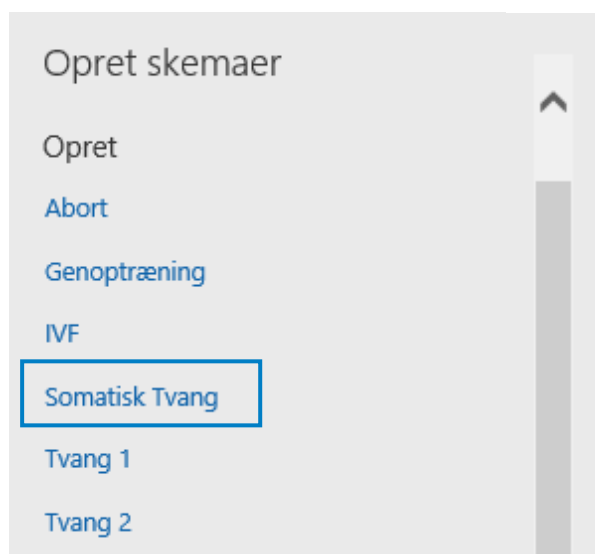 Opret skemaer
Opret
Abort
Genoptræning
IVF
Somatisk Tvang
Tvang 1
Tvang 2